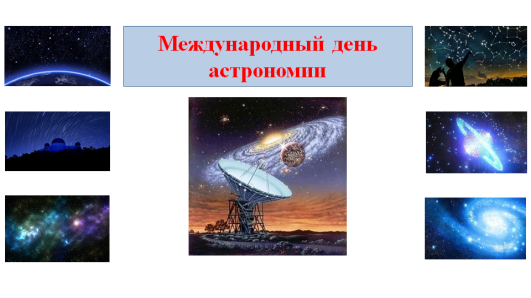 Международный день
астрономии